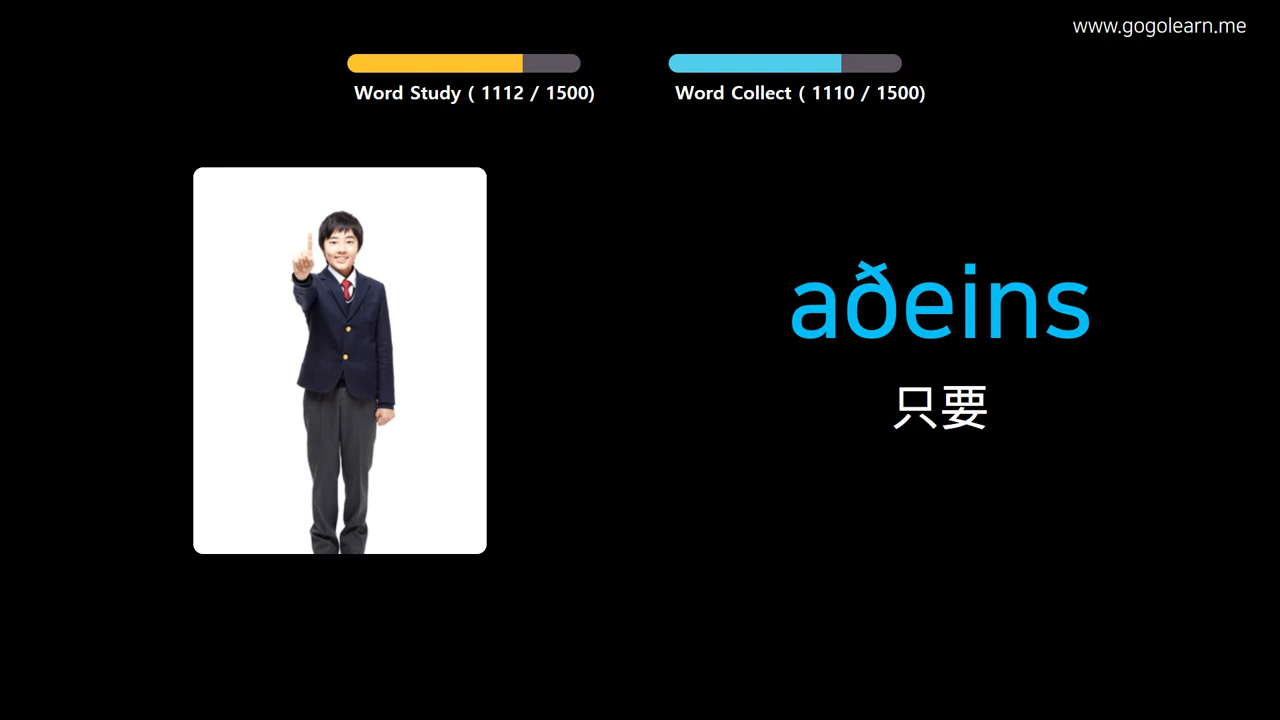 www.gogolearn.me
Word Study ( 1112 / 1500)
Word Collect ( 1110 / 1500)
aðeins
只要